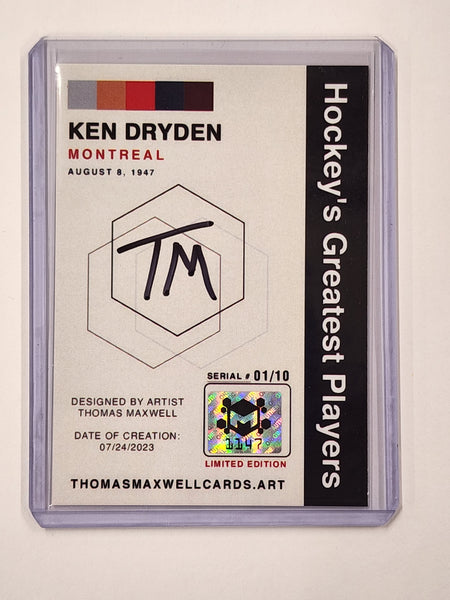 KEN DRYDEN
MONTREAL
AUGUST 8, 1947
TM
SERIAL # 01/10
DESIGNED BY ARTIST
THOMAS MAXWELL
DATE OF CREATION:
07/24/2023
1147
LIMITED EDITION
THOMASMAXWELLCARDS.ART
Hockey's Greatest Players